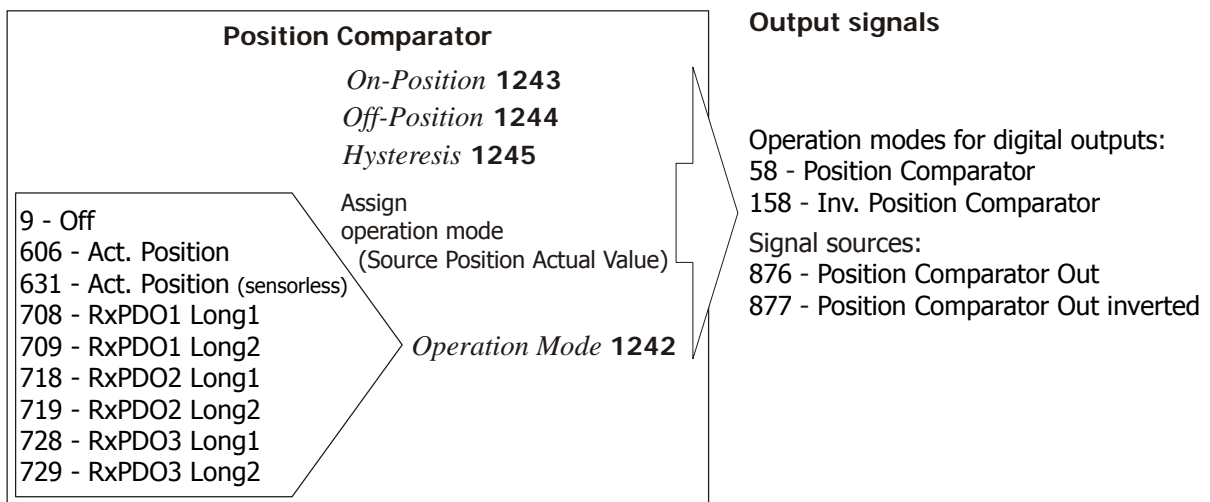 Position Comparator
On-Position 1243
Off-Position 1244
Hysteresis 1245
Assign
operation mode
(Source Position Actual Value)
9 - Off
606 - Act. Position
631 - Act. Position (sensorless)
708 - RxPDO1 Long1
709 - RxPDO1 Long2
718 - RxPDO2 Long1
719 - RxPDO2 Long2
728 - RxPDO3 Long1
729 - RxPDO3 Long2
Operation Mode 1242
Output signals
Operation modes for digital outputs:
58 - Position Comparator
158 - Inv. Position Comparator
Signal sources:
876 - Position Comparator Out
877 - Position Comparator Out inverted